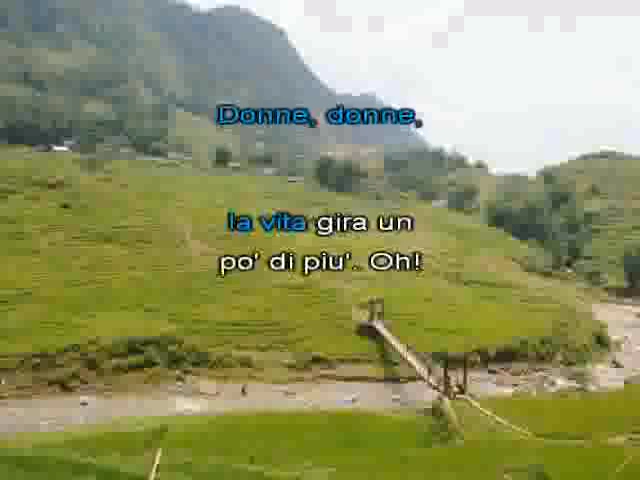 Donne, donne,
la vita gira un
po' di piu'. Oh!